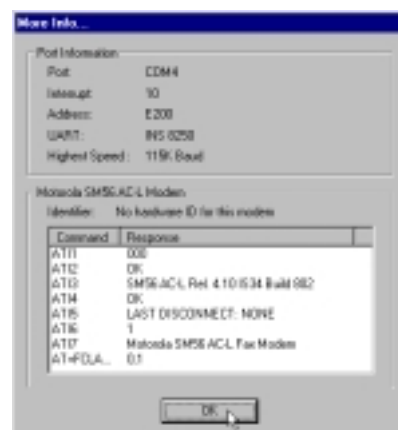 More Info...
Port Information
Port: COM4
Interrupt: 10
Address: E200
UART: INS 8250
Highest Speed: 115K Baud
Motorola SM56 AC-L Modem
Identifier: No hardware ID for this modem
Command Response
ATI1 000
ATI2 OK
ATI3 SM56 AC-L Rel. 4.10 Build 802
ATI4 OK
ATI5 LAST DISCONNECT: NONE
ATI6 1
ATI7 Motorola SM56 AC-L Fax Modem
AT+FCLA... 0,1
OK